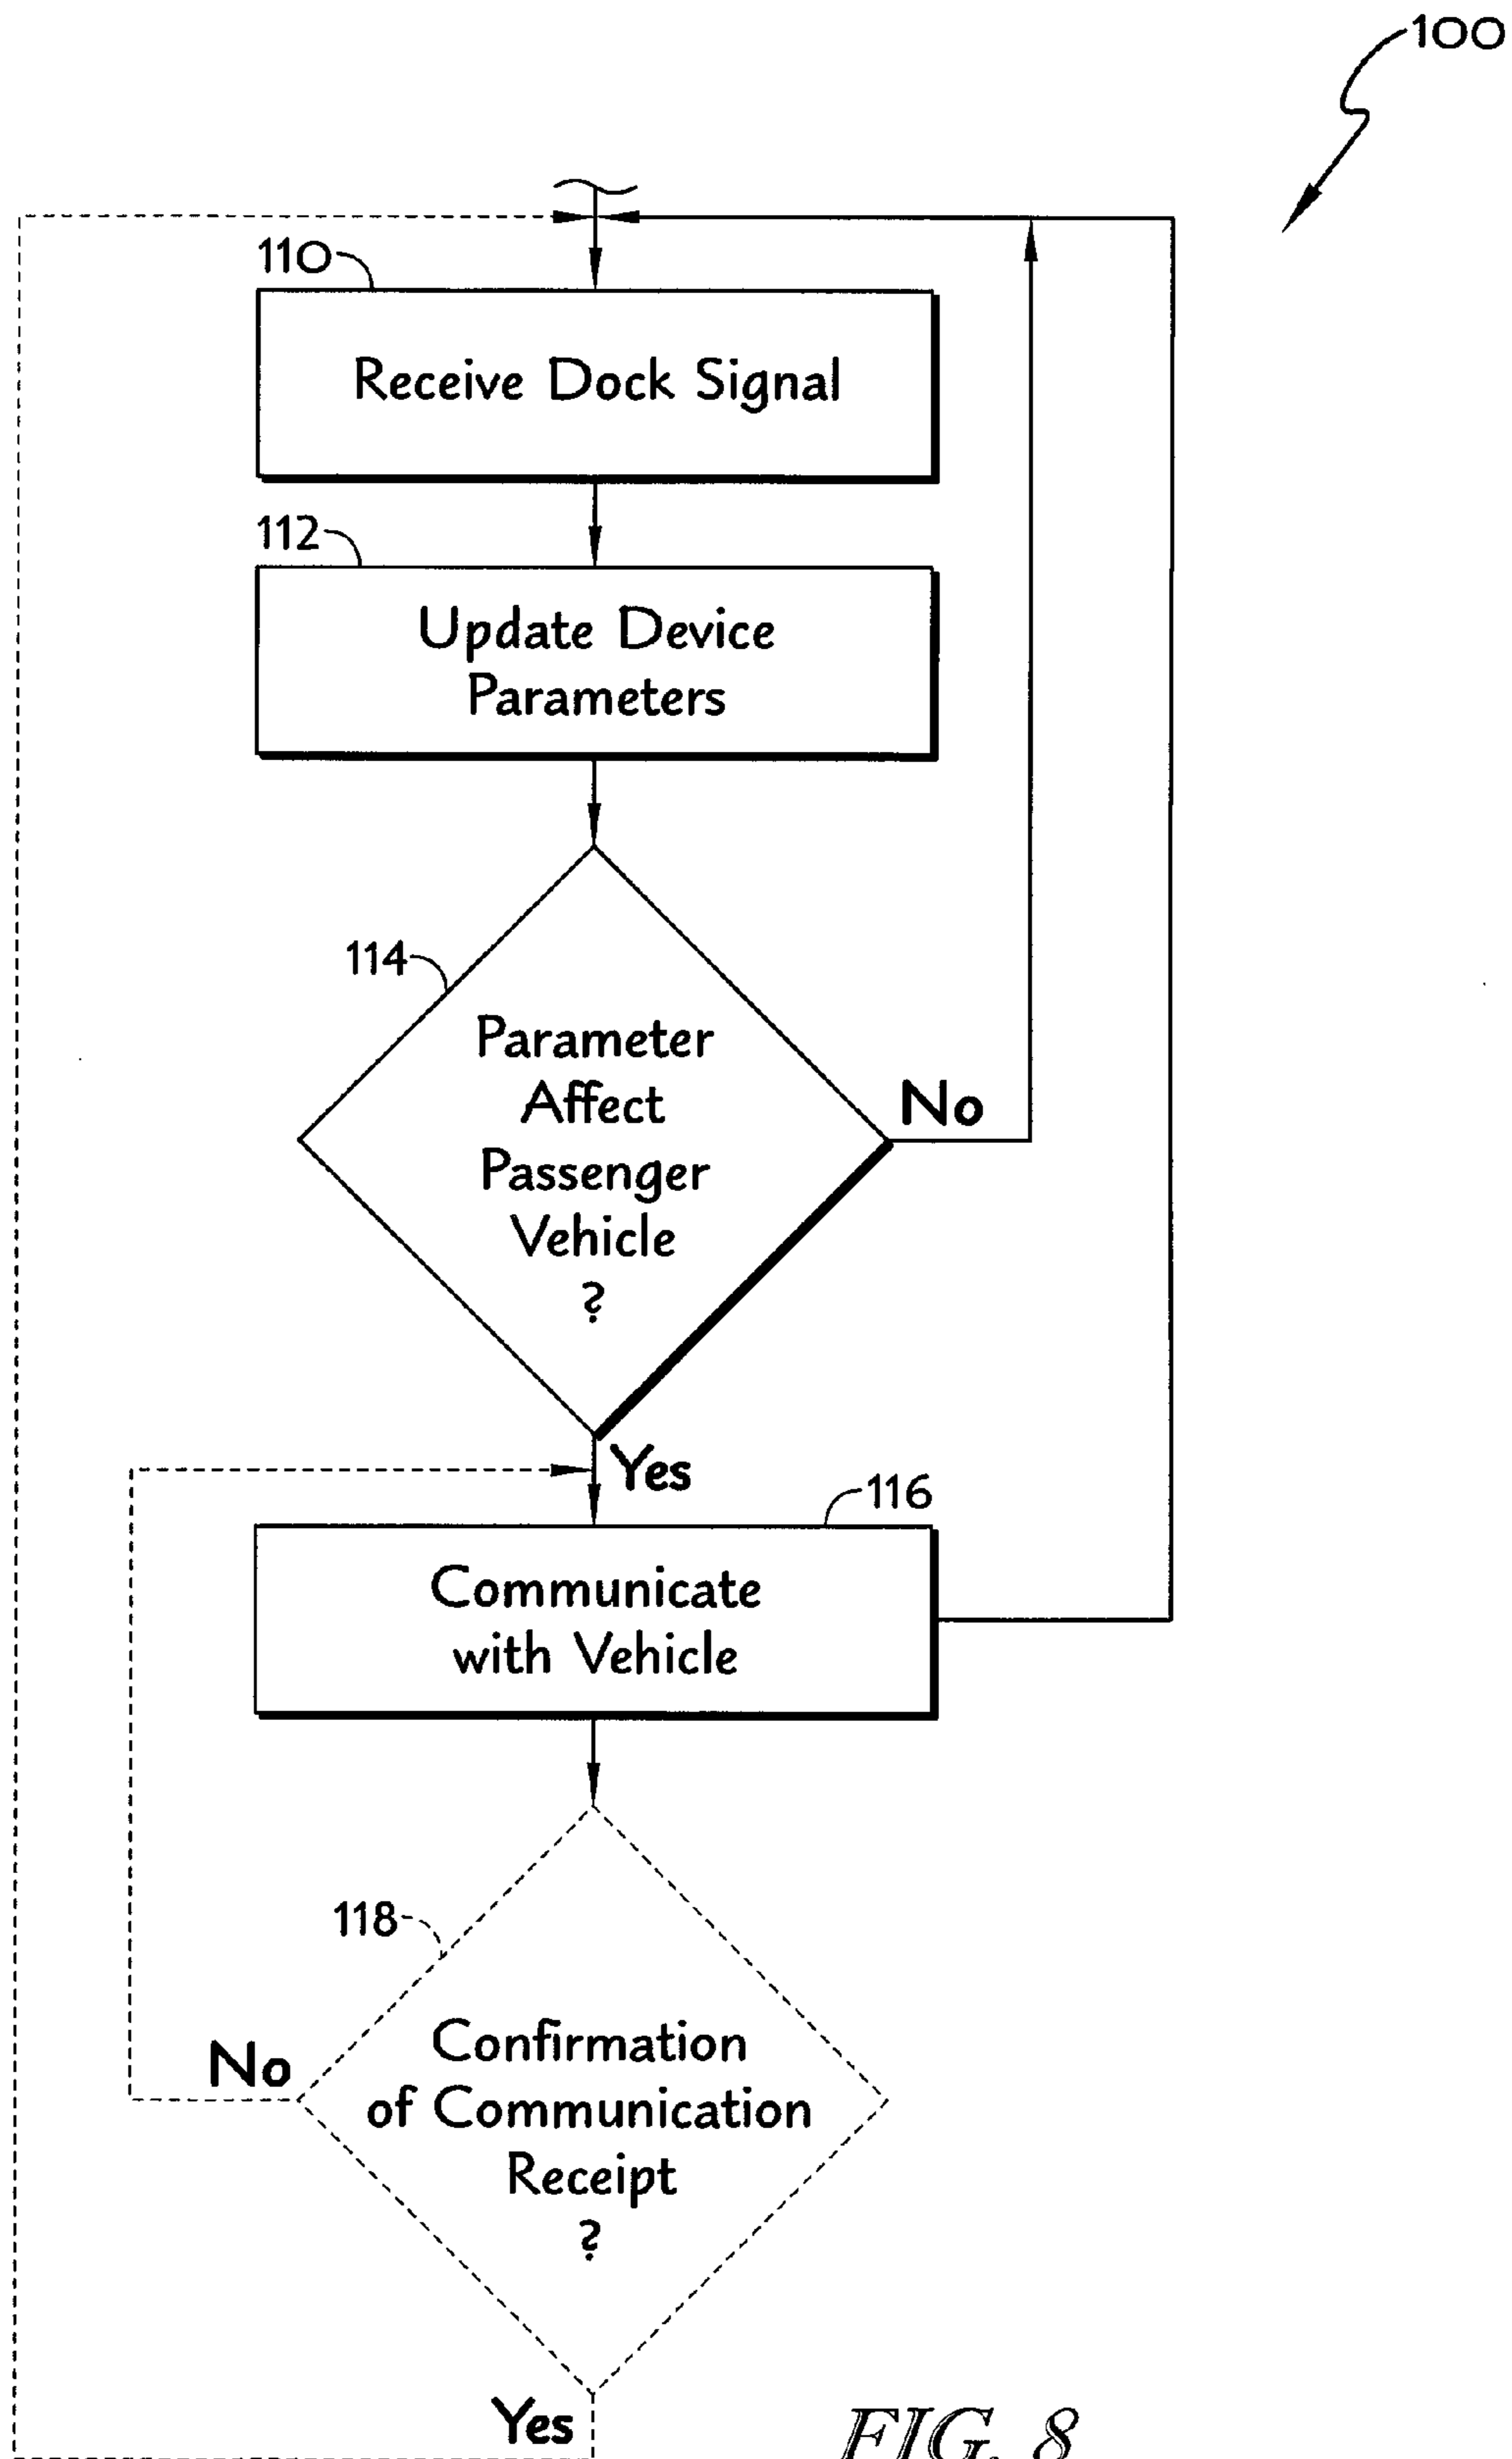 100
110
Receive Dock Signal
112
Update Device
Parameters
114
Parameter
Affect
Passenger
Vehicle
?
No
Yes
116
Communicate
with Vehicle
118
Confirmation
of Communication
Receipt
?
No
Yes
FIG. 8